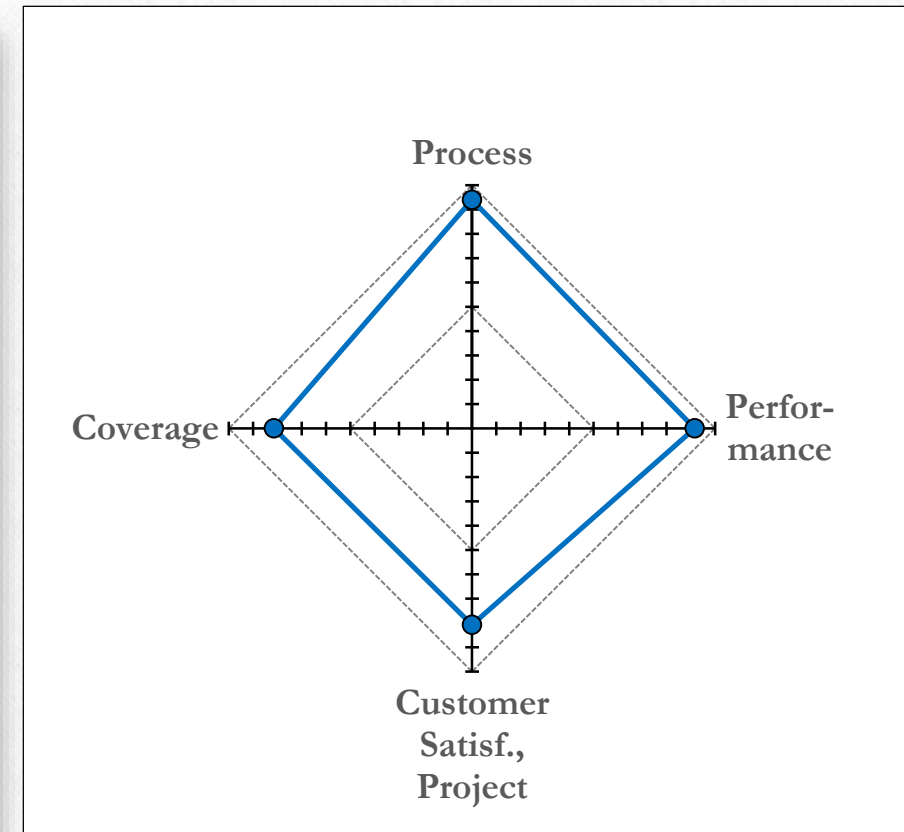 Process
Coverage
Perfor-
mance
Customer
Satisf.,
Project